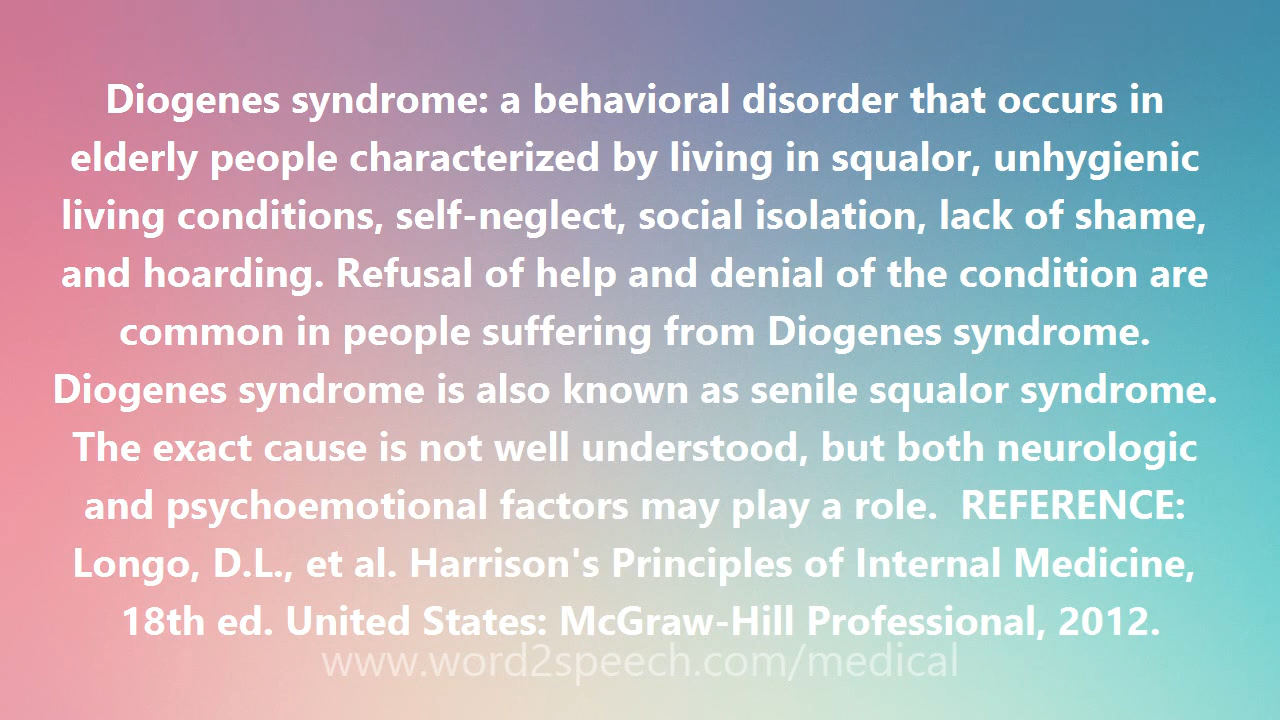 Diogenes syndrome: a behavioral disorder that occurs in
elderly people characterized by living in squalor, unhygienic
living conditions, self-neglect, social isolation, lack of shame,
and hoarding. Refusal of help and denial of the condition are
common in people suffering from Diogenes syndrome.
Diogenes syndrome is also known as senile squalor syndrome.
The exact cause is not well understood, but both neurologic
and psychoemotional factors may play a role.  REFERENCE:
Longo, D.L., et al. Harrison's Principles of Internal Medicine,
18th ed. United States: McGraw-Hill Professional, 2012.
www.word2speech.com/medical